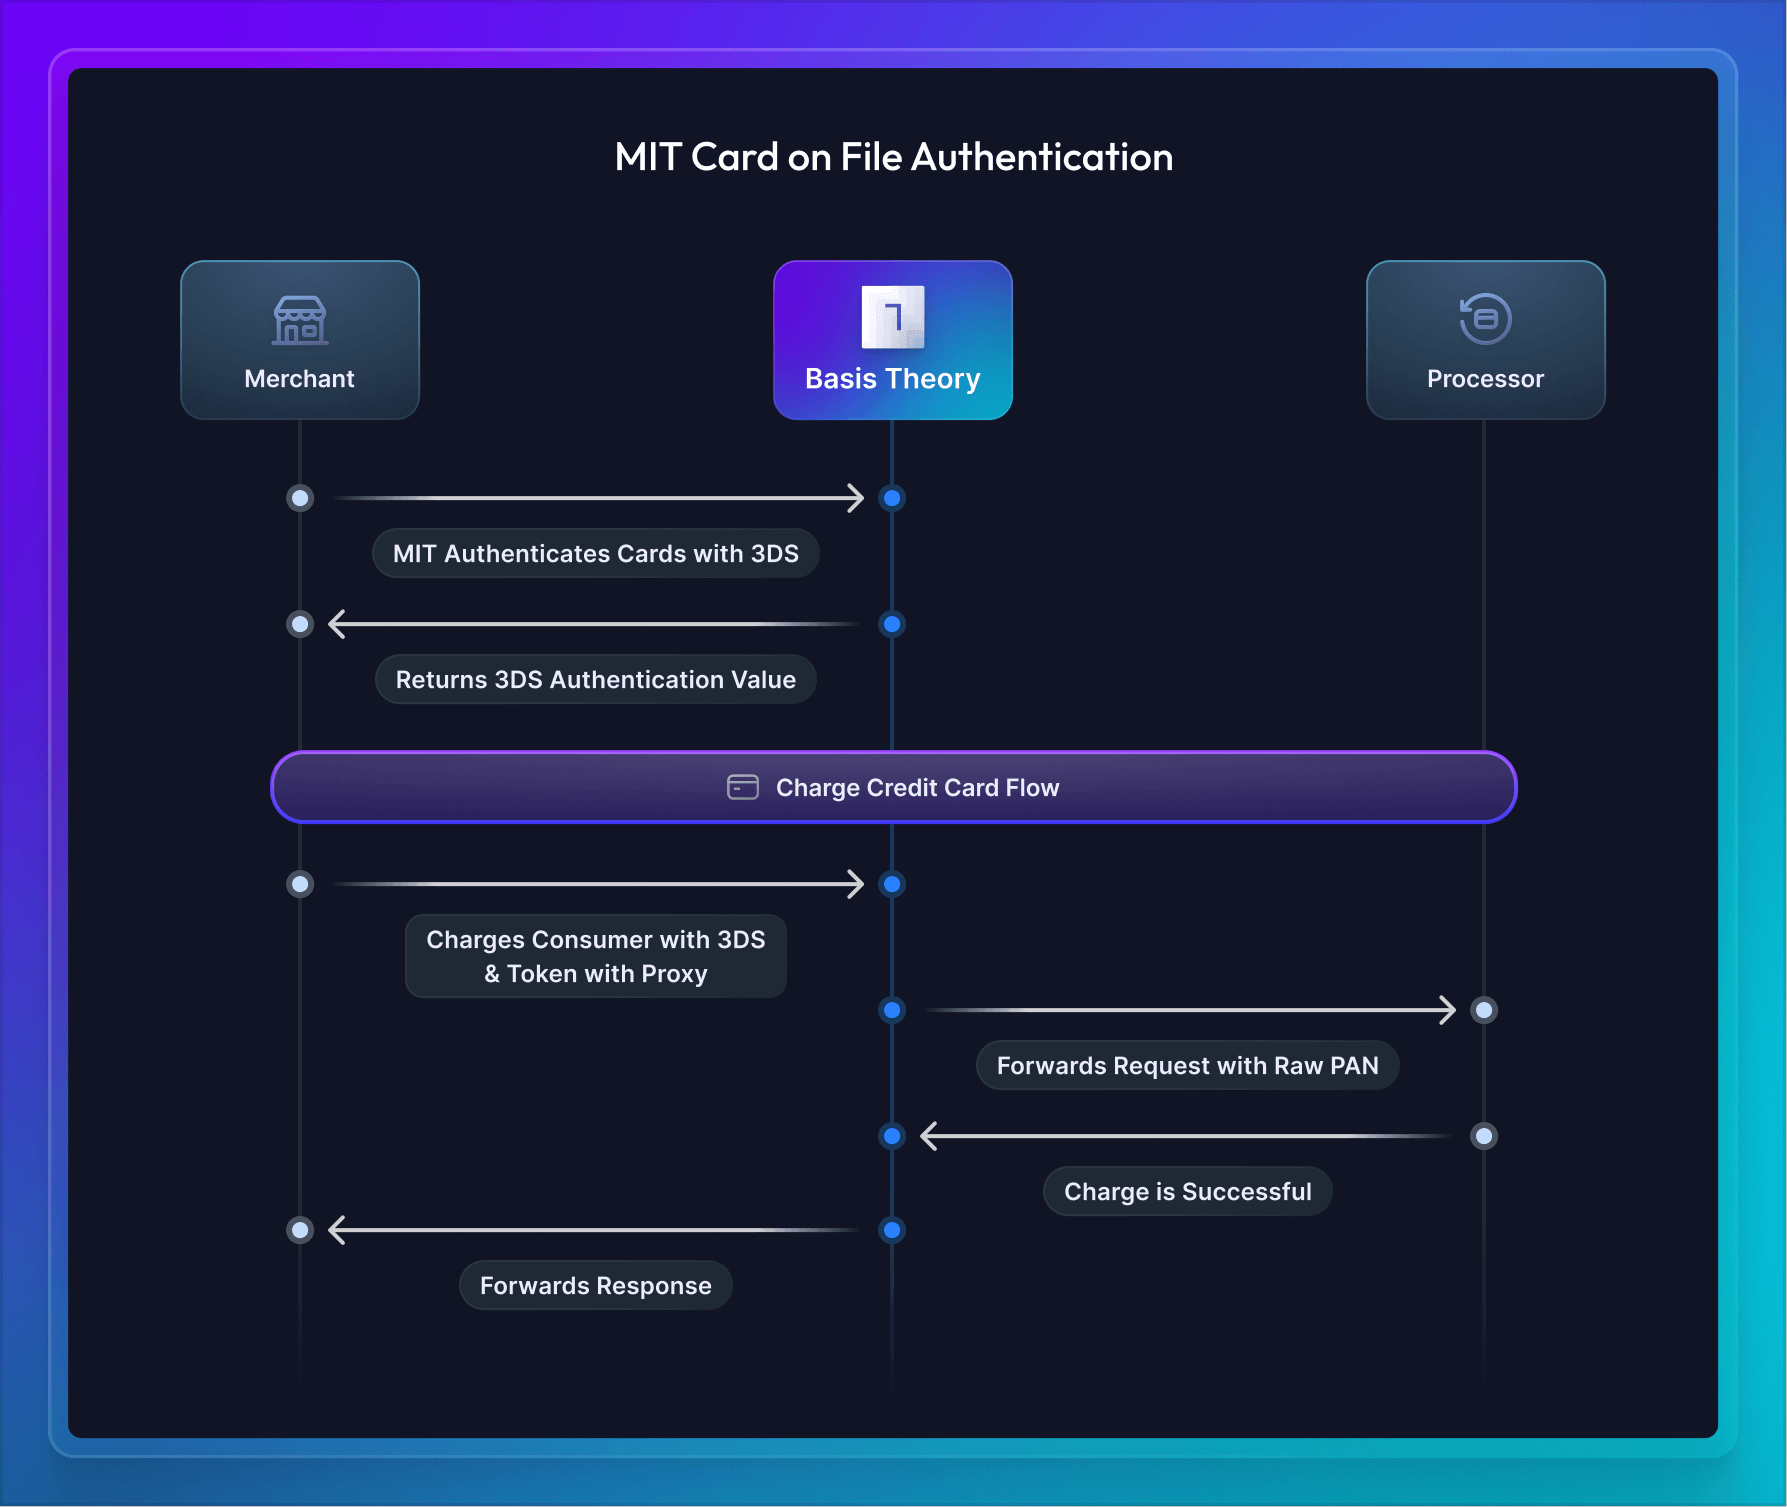 MIT Card on File Authentication
Merchant
Basis Theory
Processor
MIT Authenticates Cards with 3DS
Returns 3DS Authentication Value
Charge Credit Card Flow
Charges Consumer with 3DS
& Token with Proxy
Forwards Request with Raw PAN
Charge is Successful
Forwards Response